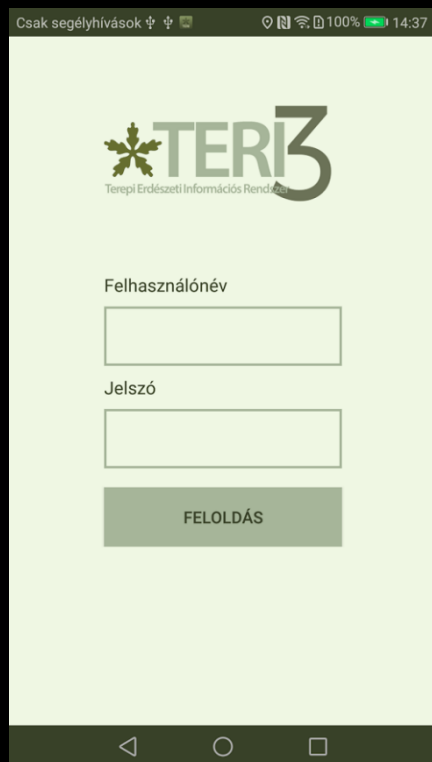 Csak segélyhívások 100% 14:37
TERI3
Terepi Erdészeti Információs Rendszer
Felhasználónév
Jelszó
FELOLDÁS